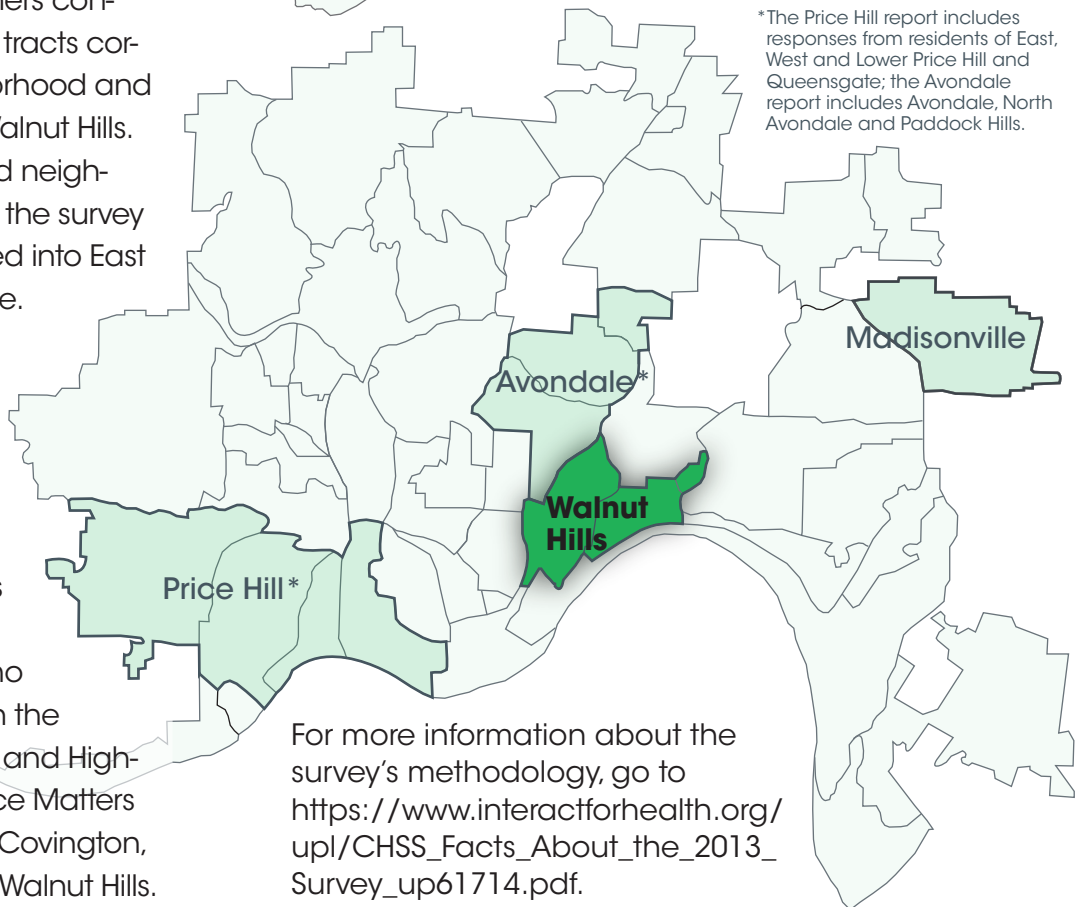 con-
tracts cor-
orhood and
Walnut Hills.
d neigh-
the survey
ed into East
e.
s
no
n the
and High-
ce Matters
Covington,
Walnut Hills.
*The Price Hill report includes
responses from residents of East,
West and Lower Price Hill and
Queensgate; the Avondale
report includes Avondale, North
Avondale and Paddock Hills.
Madisonville
Avondale*
Walnut
Hills
Price Hill*
For more information about the
survey's methodology, go to
https://www.interactforhealth.org/
upl/CHSS_Facts_About_the_2013_
Survey_up61714.pdf.